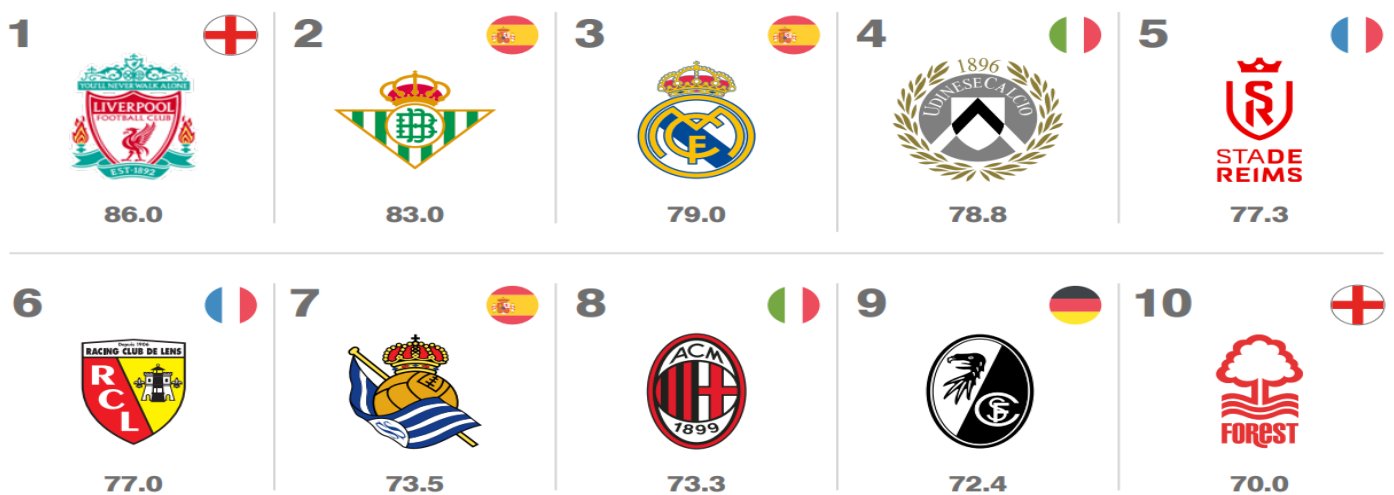 1
YOU'LL NEVER WALK ALONE
LIVERPOOL
FOOTBALL CLUB
EST·1892
86.0
2
83.0
3
79.0
4
1896
UDINESE CALCIO
78.8
5
STADE
REIMS
77.3
6
Depuis 1906
RACING CLUB DE LENS
RCL
77.0
7
73.5
8
ACM
1899
73.3
9
72.4
10
FOREST
70.0